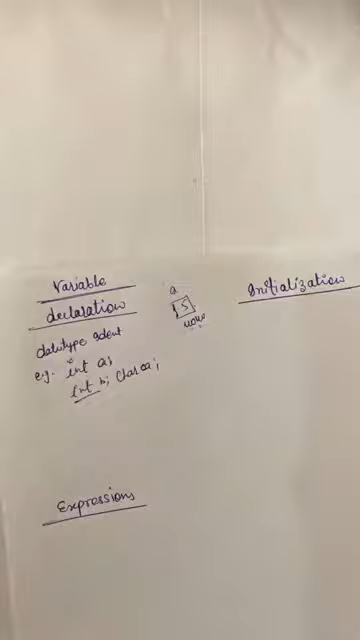 Variable
declaration
datatype ident
e.g. int a;
int b; Char a;
a
5
Initialization
Expressions